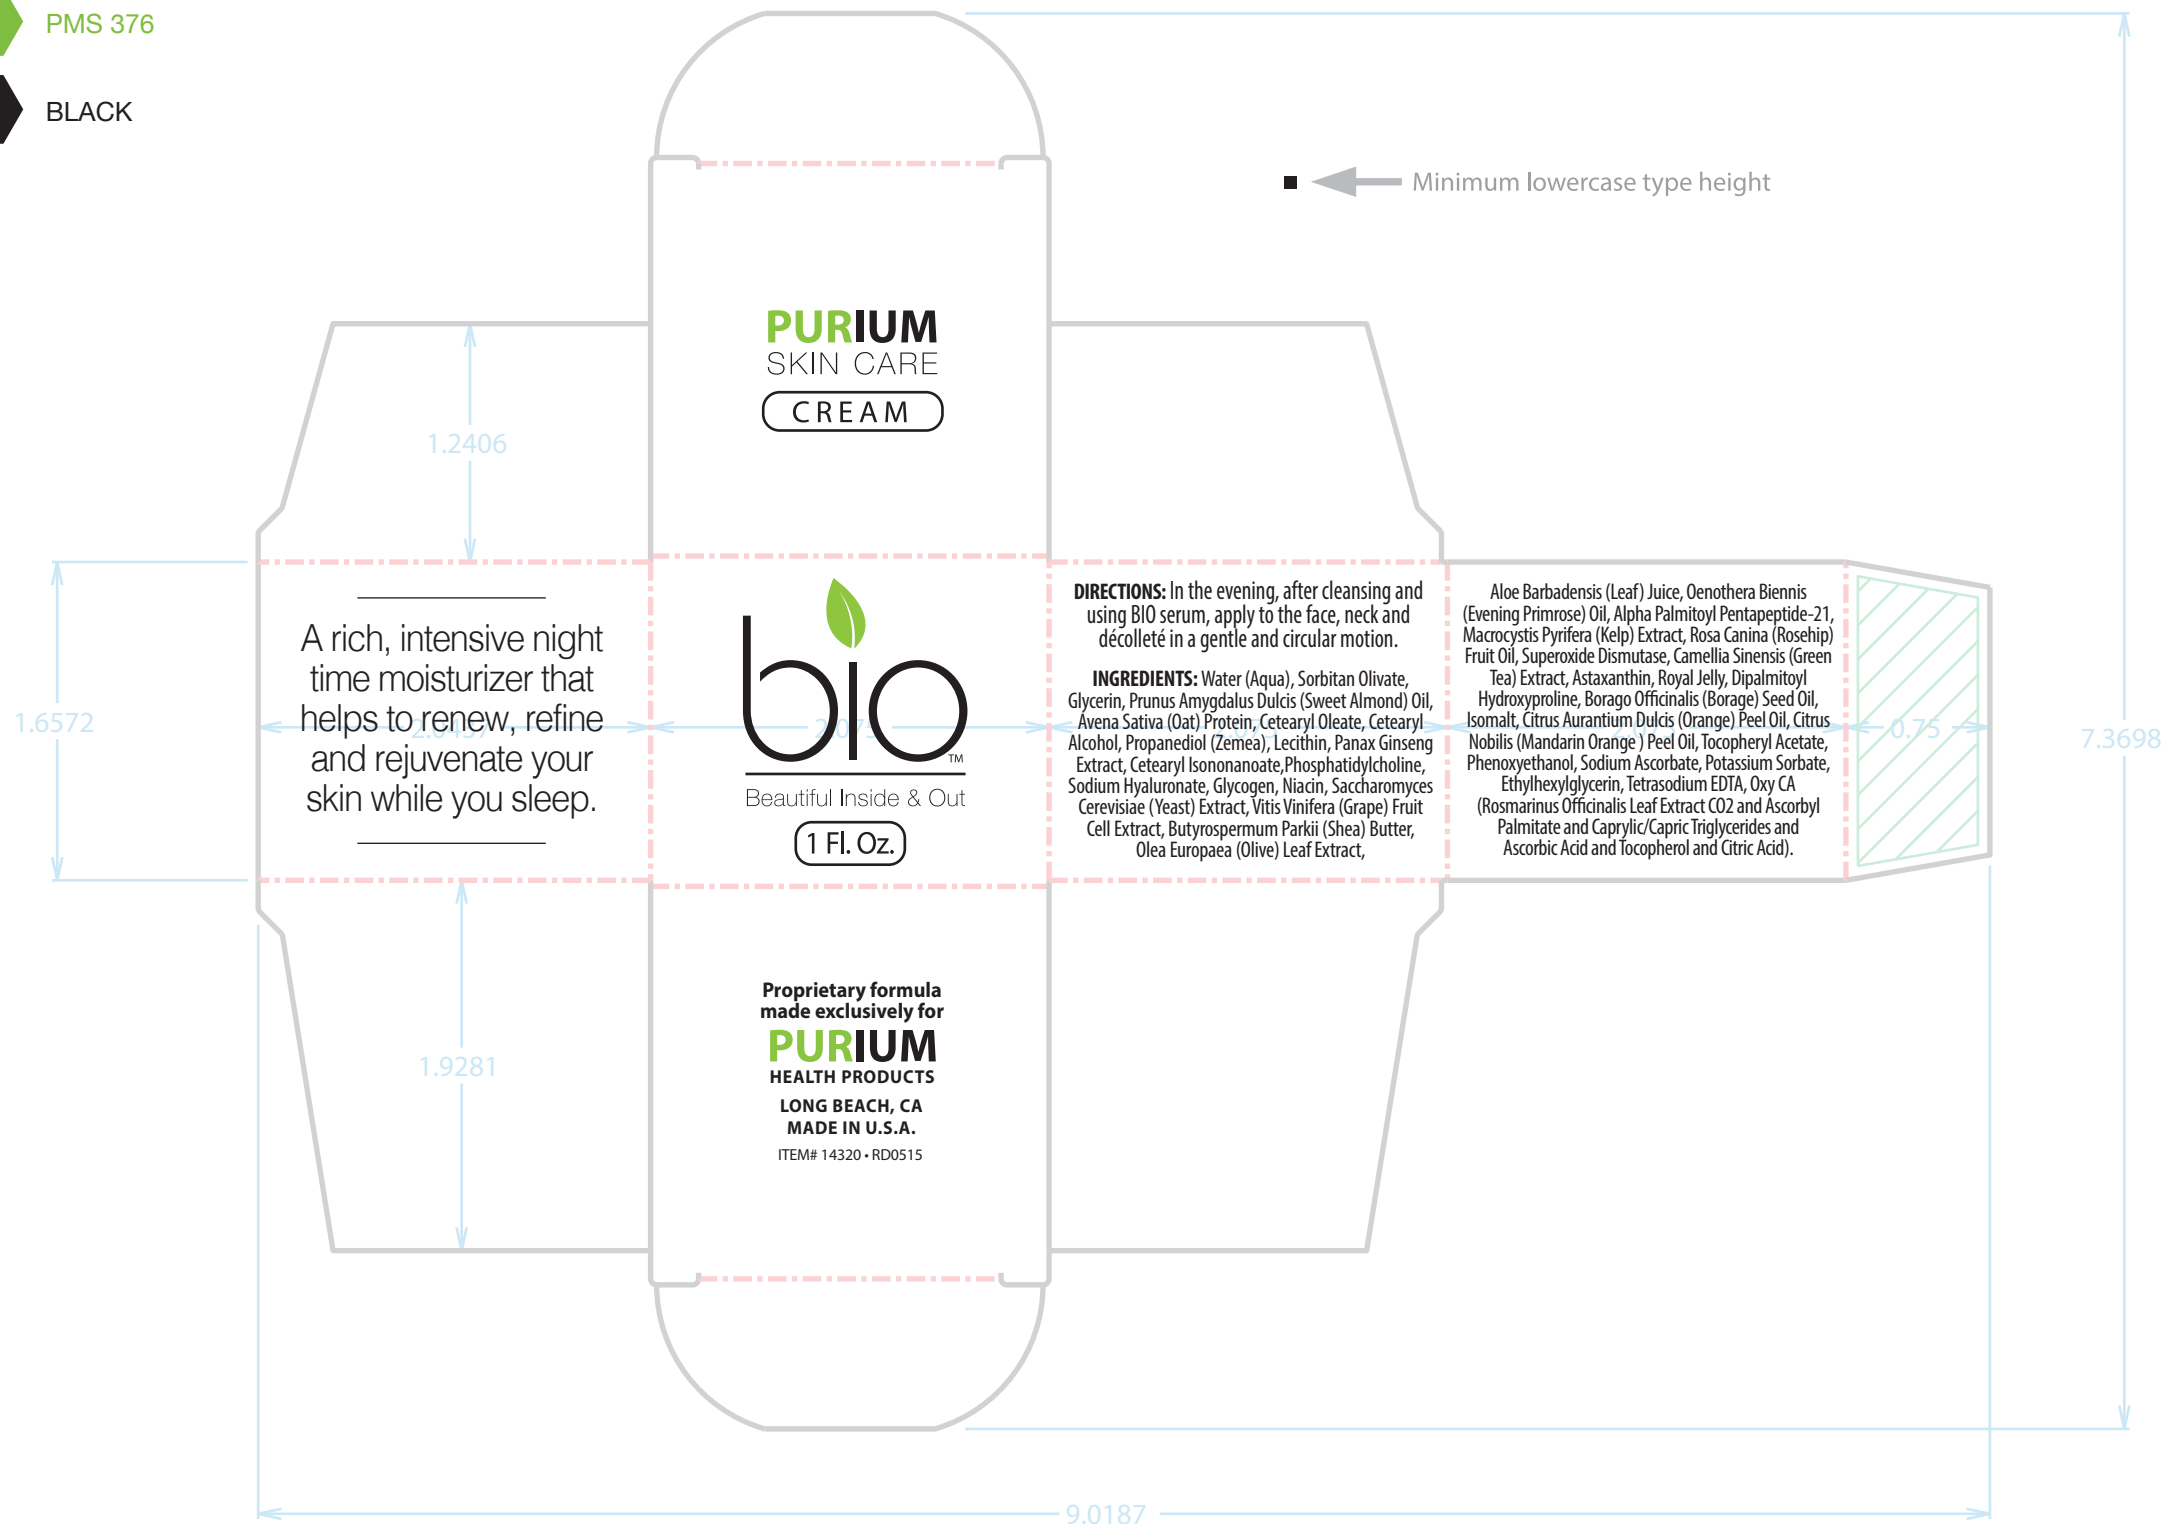 PMS 376
BLACK
Minimum lowercase type height
PURIUM
SKIN CARE
CREAM
1.2406
1.6572
A rich, intensive night
time moisturizer that
helps to renew, refine
and rejuvenate your
skin while you sleep.
2.0437
bio
TM
Beautiful Inside & Out
1 Fl. Oz.
2.075
DIRECTIONS: In the evening, after cleansing and
using BIO serum, apply to the face, neck and
décolleté in a gentle and circular motion.
INGREDIENTS: Water (Aqua), Sorbitan Olivate,
Glycerin, Prunus Amygdalus Dulcis (Sweet Almond) Oil,
Avena Sativa (Oat) Protein, Cetearyl Oleate, Cetearyl
Alcohol, Propanediol (Zemea), Lecithin, Panax Ginseng
Extract, Cetearyl Isononanoate,Phosphatidylcholine,
Sodium Hyaluronate, Glycogen, Niacin, Saccharomyces
Cerevisiae (Yeast) Extract, Vitis Vinifera (Grape) Fruit
Cell Extract, Butyrospermum Parkii (Shea) Butter,
Olea Europaea (Olive) Leaf Extract,
2.075
Aloe Barbadensis (Leaf) Juice, Oenothera Biennis
(Evening Primrose) Oil, Alpha Palmitoyl Pentapeptide-21,
Macrocystis Pyrifera (Kelp) Extract, Rosa Canina (Rosehip)
Fruit Oil, Superoxide Dismutase, Camellia Sinensis (Green
Tea) Extract, Astaxanthin, Royal Jelly, Dipalmitoyl
Hydroxyproline, Borago Officinalis (Borage) Seed Oil,
Isomalt, Citrus Aurantium Dulcis (Orange) Peel Oil, Citrus
Nobilis (Mandarin Orange ) Peel Oil, Tocopheryl Acetate,
Phenoxyethanol, Sodium Ascorbate, Potassium Sorbate,
Ethylhexylglycerin, Tetrasodium EDTA, Oxy CA
(Rosmarinus Officinalis Leaf Extract CO2 and Ascorbyl
Palmitate and Caprylic/Capric Triglycerides and
Ascorbic Acid and Tocopherol and Citric Acid).
2.075
0.75
7.3698
1.9281
Proprietary formula
made exclusively for
PURIUM
HEALTH PRODUCTS
LONG BEACH, CA
MADE IN U.S.A.
ITEM# 14320 • RD0515
9.0187